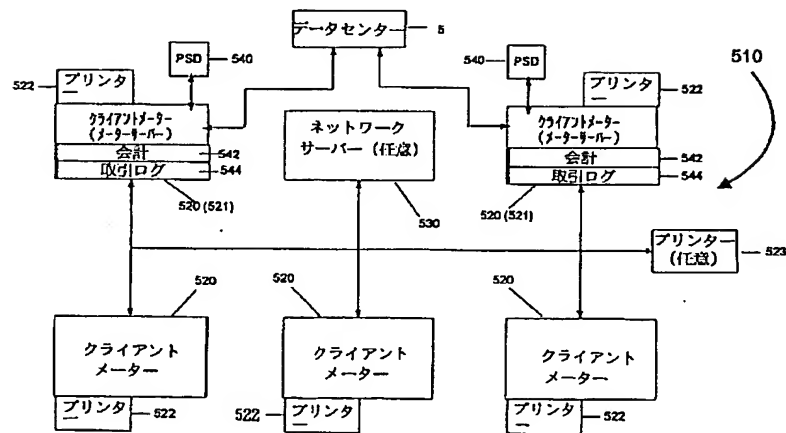 データセンター
5
PSD
540
プリンター
522
クライアントメーター
(メーターサーバー)
会計
542
取引ログ
544
520 (521)
ネットワーク
サーバー (任意)
530
540
PSD
プリンター
522
クライアントメーター
(メーターサーバー)
会計
542
取引ログ
544
520 (521)
510
プリンター
(任意)
523
520
クライアント
メーター
プリンター
522
520
クライアント
メーター
522
プリンター
520
クライアント
メーター
プリンター
522